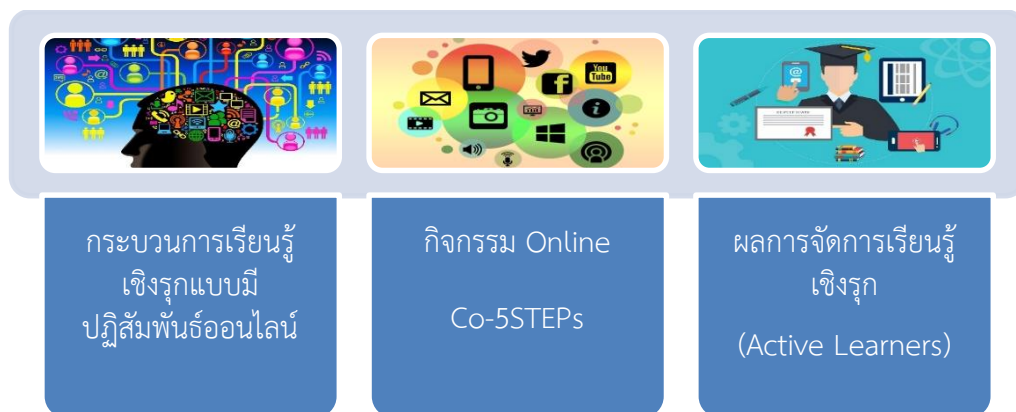 You
Tube
กระบวนการเรียนรู้
เชิงรุกแบบมี
ปฏิสัมพันธ์ออนไลน์
กิจกรรม Online
Co-5STEPs
ผลการจัดการเรียนรู้
เชิงรุก
(Active Learners)